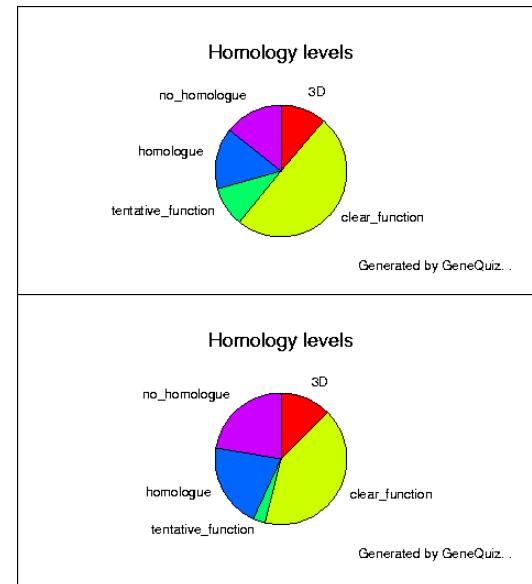 Homology levels
no_homologue
3D
homologue
tentative_function
clear_function
Generated by GeneQuiz. .
Homology levels
3D
no_homologue
homologue
clear_function
tentative_function
Generated by GeneQuiz. .